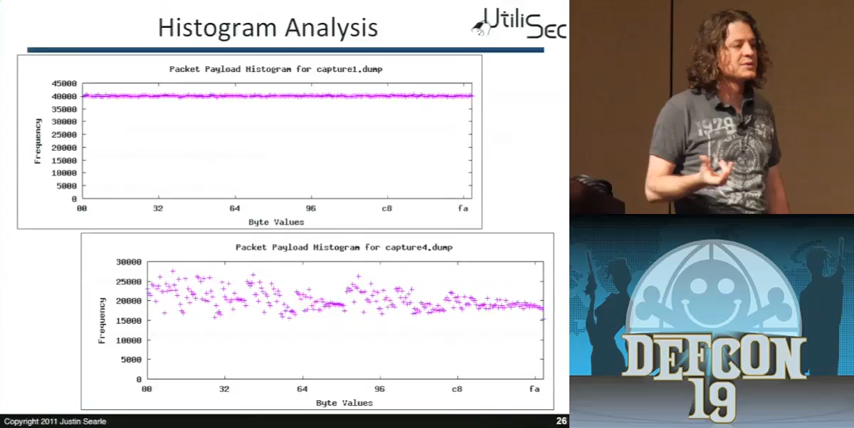 Histogram Analysis
UtiliSec
Packet Payload Histogram for capture1.dump
45000
40000
35000
30000
25000
20000
15000
10000
5000
0
Frequency
00 32 64 96 c8 fa
Byte Values
Packet Payload Histogram for capture4.dump
30000
25000
20000
15000
10000
5000
0
Frequency
00 32 64 96 c8 fa
Byte Values
Copyright 2011 Justin Searle
26
1928
DEFCON
19